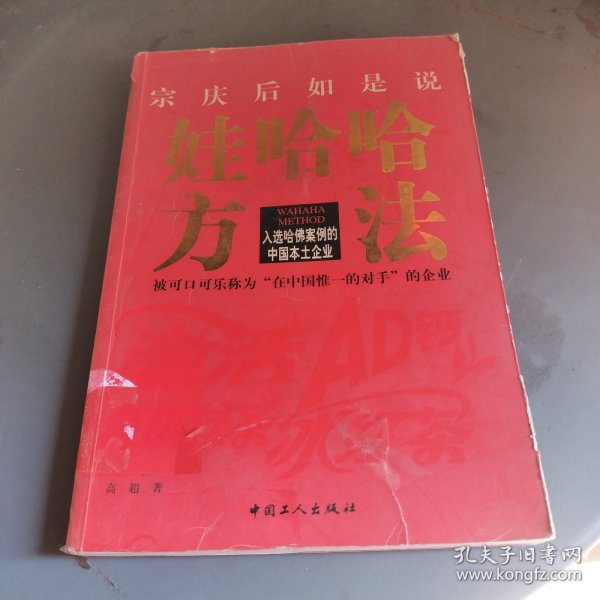 宗庆后如是说
娃哈哈
方法
WAHAHA
METHOD
入选哈佛案例的
中国本土企业
被可口可乐称为“在中国惟一的对手”的企业
AD钙
高超著
中国工人出版社
孔夫子旧书网
www.kongfz.com